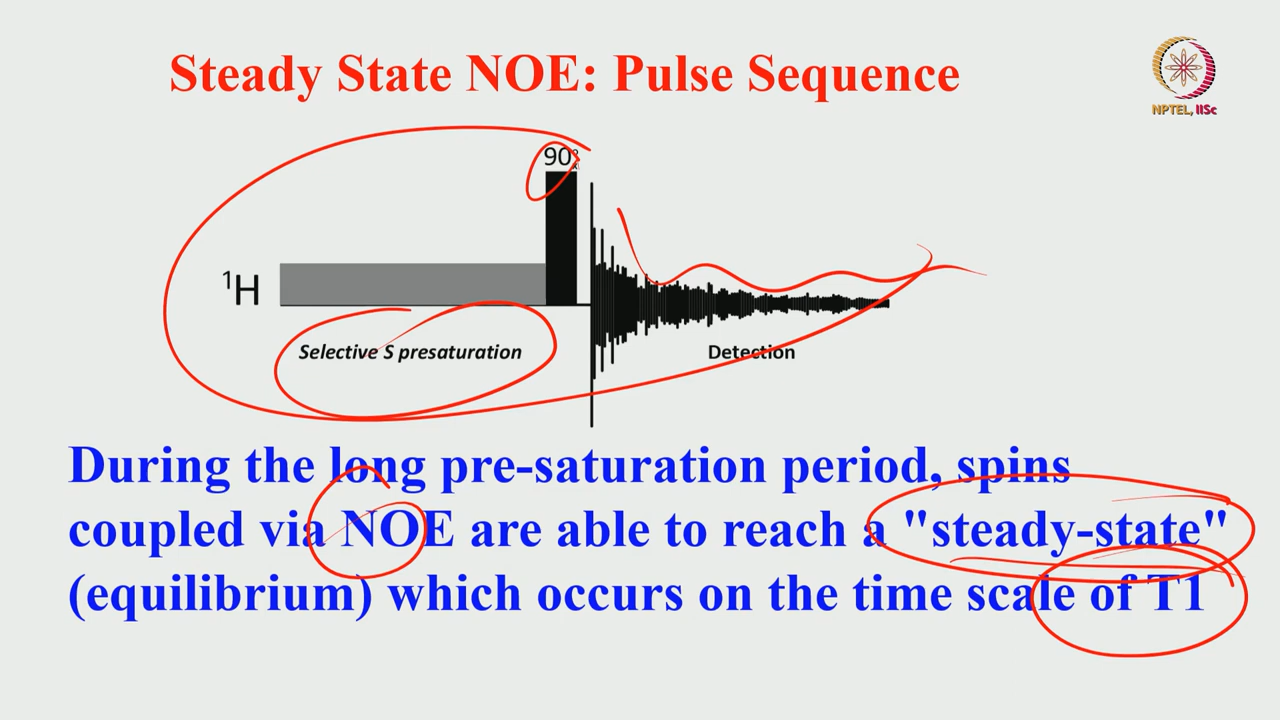 Steady State NOE: Pulse Sequence
NPTEL, IISc
90°x
¹H
Selective S presaturation
Detection
During the long pre-saturation period, spins
coupled via NOE are able to reach a "steady-state"
(equilibrium) which occurs on the time scale of T1